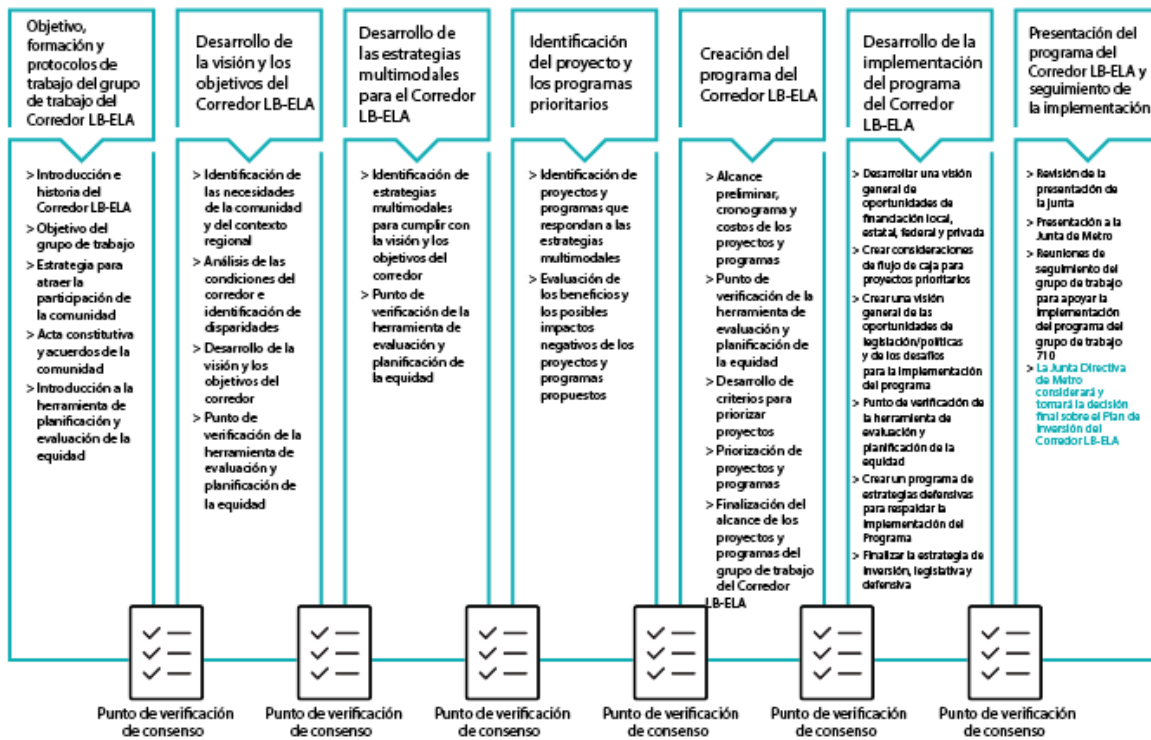 Objetivo,
formación y
protocolos de
trabajo del grupo
de trabajo del
Corredor LB-ELA
> Introducción e
historia del
Corredor LB-ELA
> Objetivo del
grupo de trabajo
> Estrategia para
atraer la
participación de
la comunidad
> Acta constitutiva
y acuerdos de la
comunidad
> Introducción a la
herramienta de
planificación y
evaluación de la
equidad
Desarrollo de
la visión y los
objetivos del
Corredor LB-ELA
> Identificación de
las necesidades
de la comunidad
y del contexto
regional
> Análisis de las
condiciones del
corredor e
identificación de
disparidades
> Desarrollo de la
visión y los
objetivos del
corredor
> Punto de
verificación de la
herramienta de
evaluación y
planificación de
la equidad
Desarrollo de
las estrategias
multimodales
para el Corredor
LB-ELA
> Identificación de
estrategias
multimodales
para cumplir con
la visión y los
objetivos del
corredor
> Punto de
verificación de la
herramienta de
evaluación y
planificación de
la equidad
Identificación
del proyecto y
los programas
prioritarios
> Identificación de
proyectos y
programas que
respondan a las
estrategias
multimodales
> Evaluación de
los beneficios y
los posibles
impactos
negativos de los
proyectos y
programas
propuestos
Creación del
programa del
Corredor LB-ELA
> Alcance
preliminar,
cronograma y
costos de los
proyectos y
programas
> Punto de
verificación de la
herramienta de
evaluación y
planificación de
la equidad
> Desarrollo de
criterios para
priorizar
proyectos
> Priorización de
proyectos y
programas
> Finalización del
alcance de los
proyectos y
programas del
grupo de trabajo
del Corredor
LB-ELA
Desarrollo de la
implementación
del programa
del Corredor
LB-ELA
> Desarrollar una visión
general de
oportunidades de
financiación local,
estatal, federal y privada
> Crear consideraciones
de flujo de caja para
proyectos prioritarios
> Crear una visión
general de las
oportunidades de
legislación/políticas
y de los desafíos
para la implementación
del programa
> Punto de verificación de
la herramienta de
evaluación y
planificación de la
equidad
> Crear un programa de
estrategias defensivas
para respaldar la
Implementación del
Programa
> Finalizar la estrategia de
inversión, legislativa y
defensiva
Presentación del
programa del
Corredor LB-ELA y
seguimiento de
la implementación
> Revisión de la
presentación de
la junta
> Presentación a la
Junta de Metro
> Reuniones de
seguimiento del
grupo de trabajo
para apoyar la
implementación
del programa del
grupo de trabajo
710
> La Junta Directiva
de Metro
considerará y
tomará la decisión
final sobre el Plan de
Inversión del
Corredor LB-ELA
Punto de verificación
de consenso
Punto de verificación
de consenso
Punto de verificación
de consenso
Punto de verificación
de consenso
Punto de verificación
de consenso
Punto de verificación
de consenso